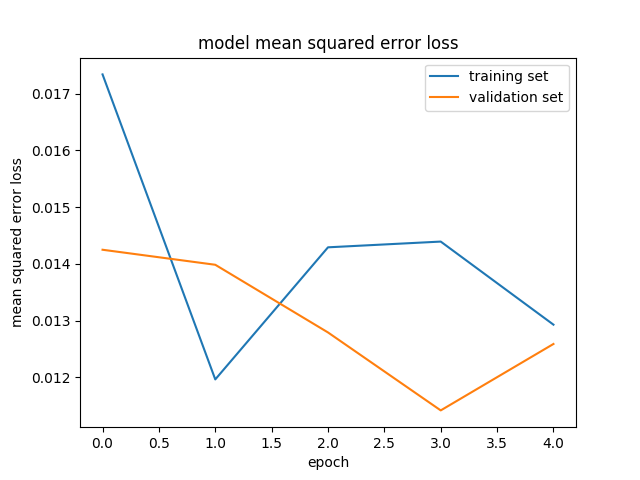 model mean squared error loss
training set
validation set
mean squared error loss
0.017
0.016
0.015
0.014
0.013
0.012
0.0 0.5 1.0 1.5 2.0 2.5 3.0 3.5 4.0
epoch